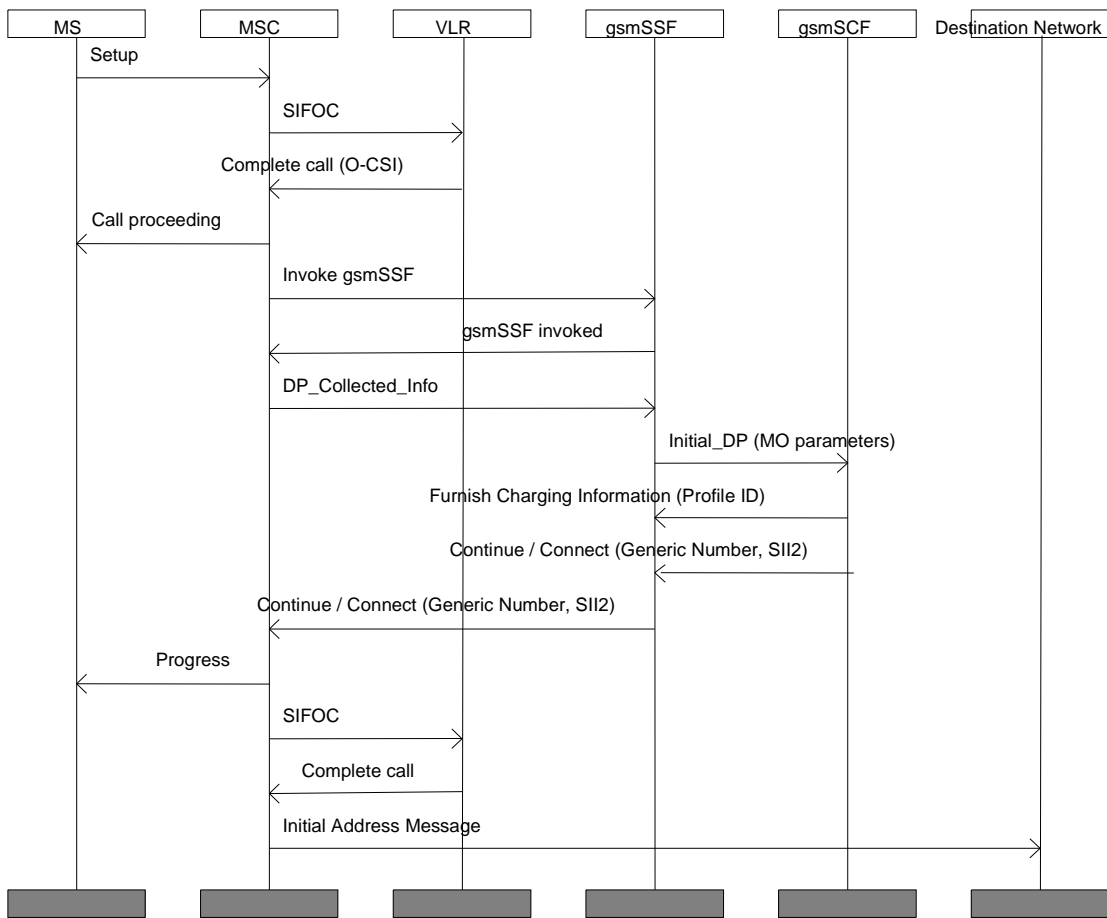 MS MSC VLR gsmSSF gsmSCF Destination Network
Setup
SIFOC
Complete call (O-CSI)
Call proceeding
Invoke gsmSSF
gsmSSF invoked
DP_Collected_Info
Initial_DP (MO parameters)
Furnish Charging Information (Profile ID)
Continue / Connect (Generic Number, SII2)
Continue / Connect (Generic Number, SII2)
Progress
SIFOC
Complete call
Initial Address Message